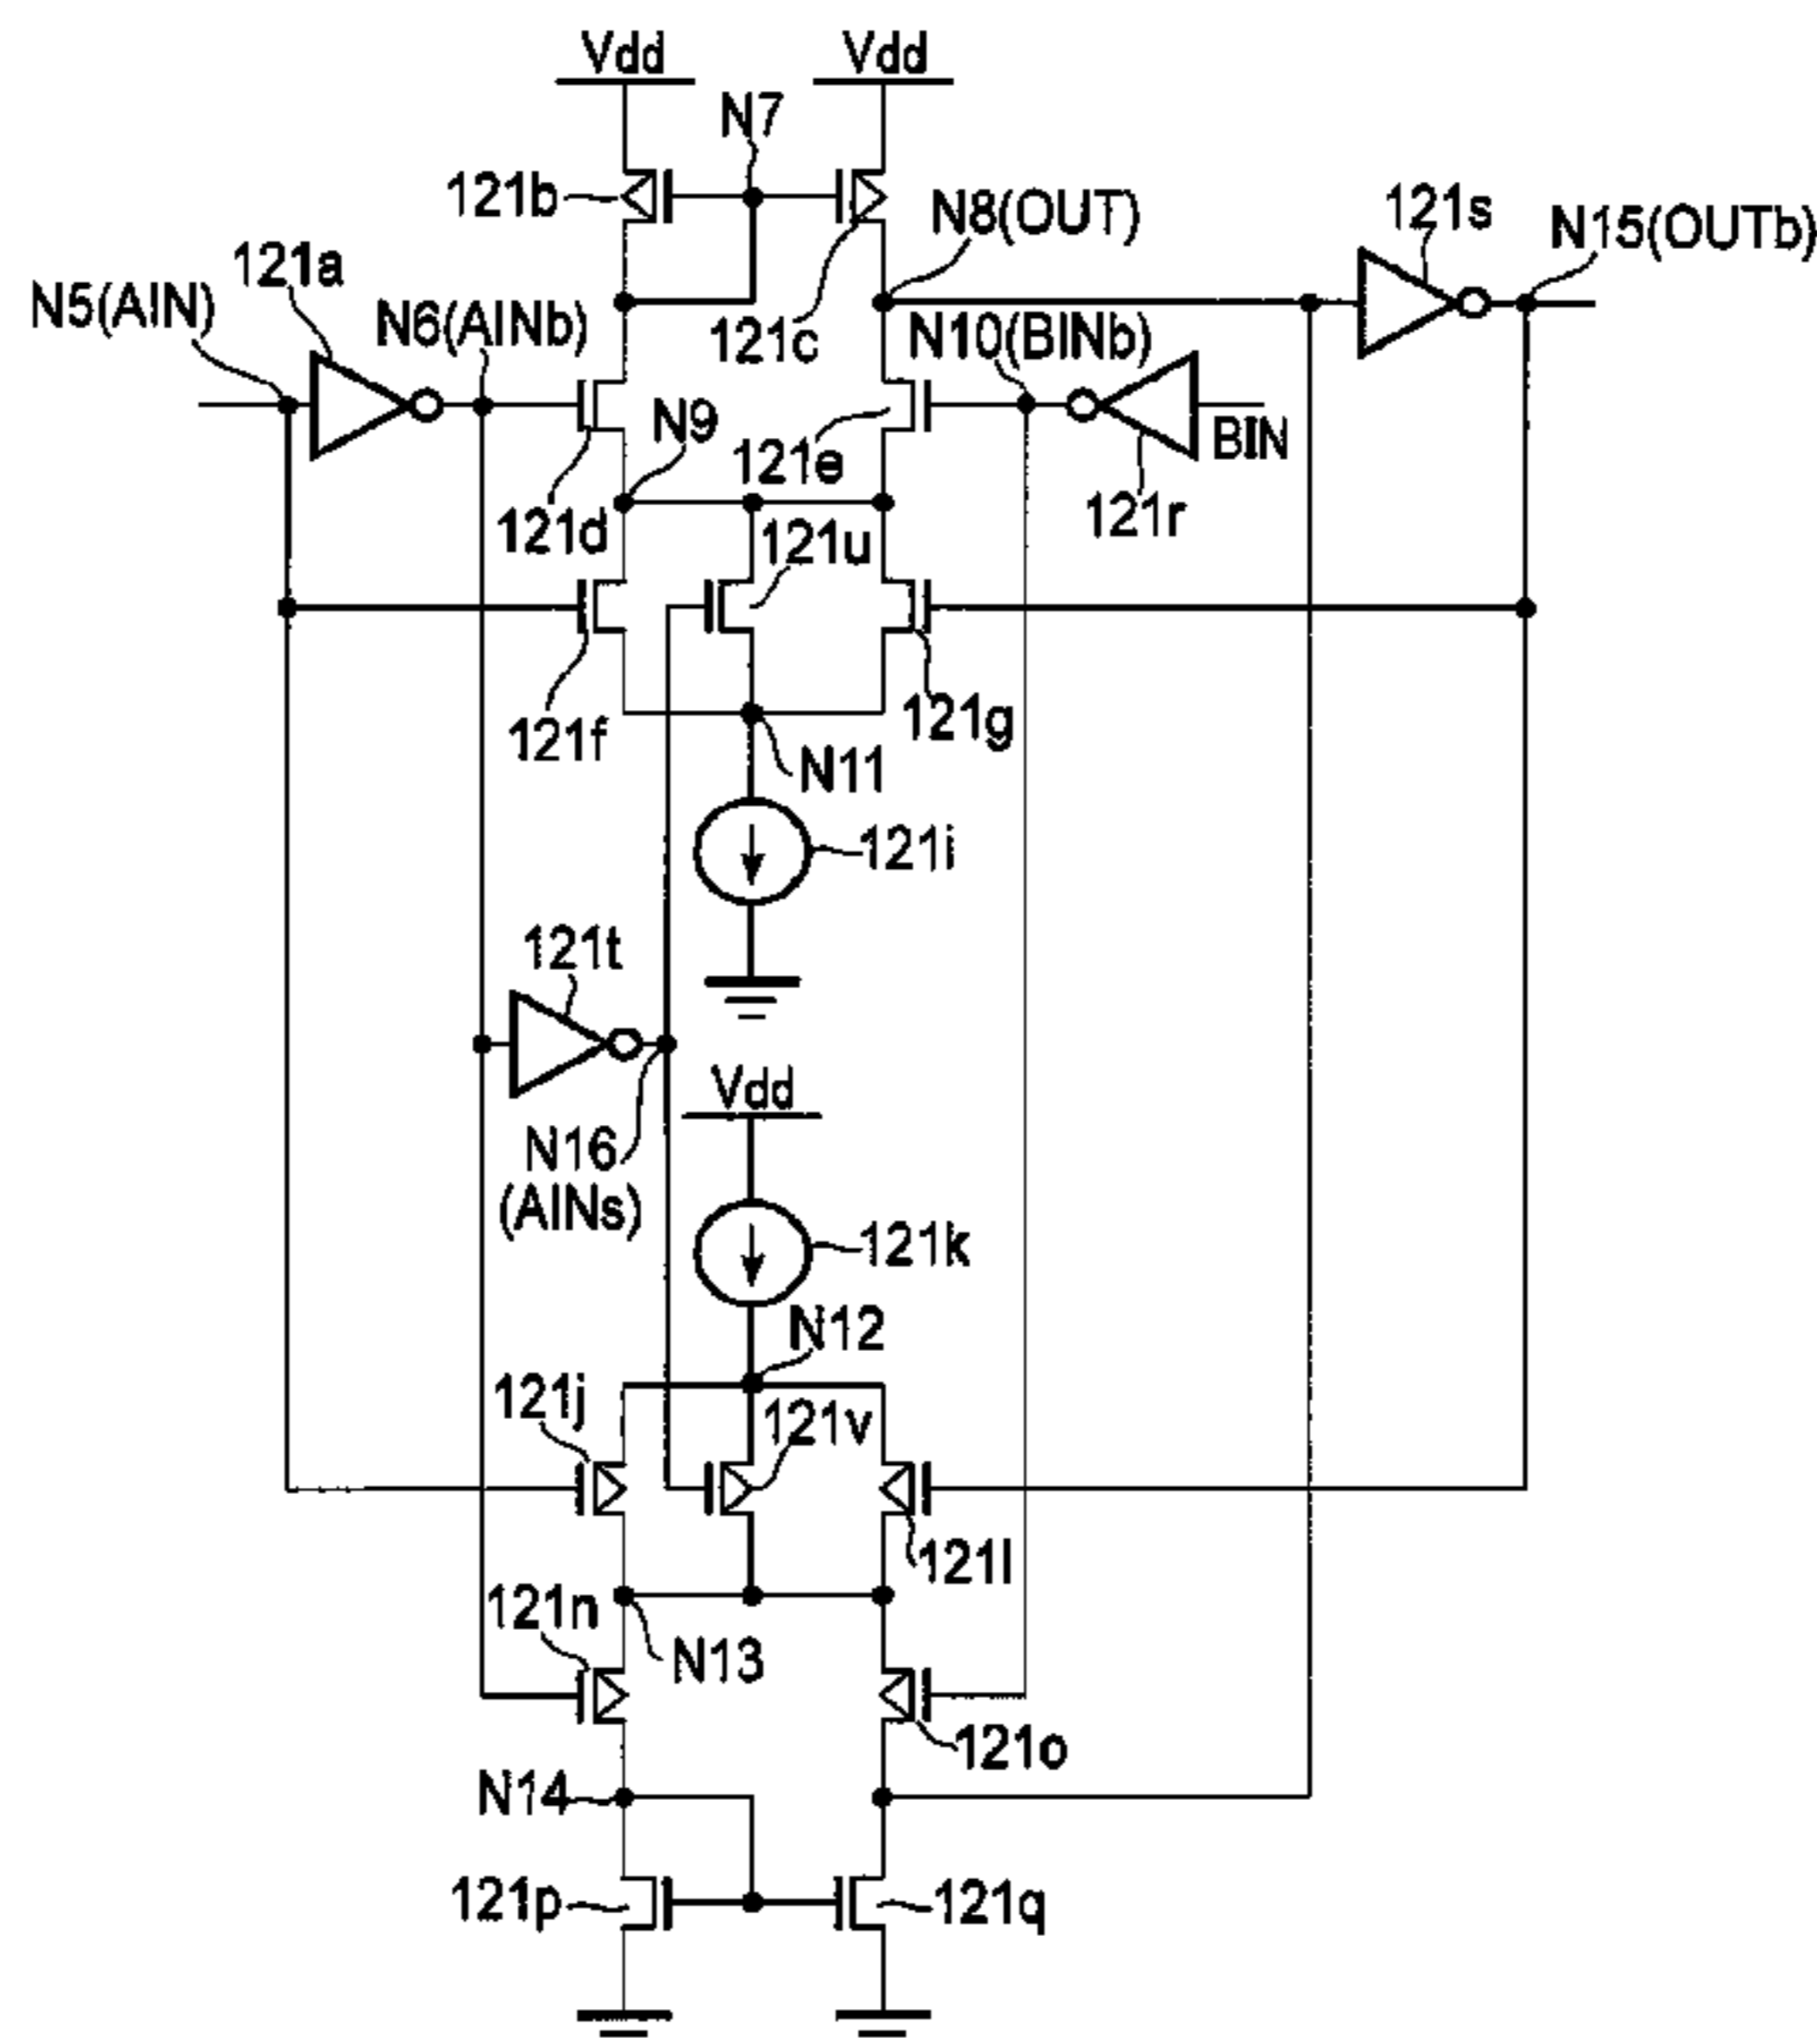 Vdd
Vdd
N7
121b
N8(OUT)
121s
N15(OUTb)
121a
N5(AIN)
N6(AINb)
121c
N10(BINb)
N9
121e
BIN
121d
121u
121r
121f
121g
N11
121i
121t
Vdd
N16
(AINs)
121k
N12
121j
121v
121l
121n
N13
121o
N14
121p
121q